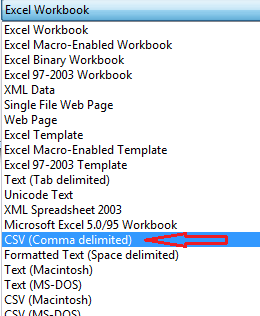 Excel Workbook
Excel Workbook
Excel Macro-Enabled Workbook
Excel Binary Workbook
Excel 97-2003 Workbook
XML Data
Single File Web Page
Web Page
Excel Template
Excel Macro-Enabled Template
Excel 97-2003 Template
Text (Tab delimited)
Unicode Text
XML Spreadsheet 2003
Microsoft Excel 5.0/95 Workbook
CSV (Comma delimited)
Formatted Text (Space delimited)
Text (Macintosh)
Text (MS-DOS)
CSV (Macintosh)
CSV (MS-DOS)